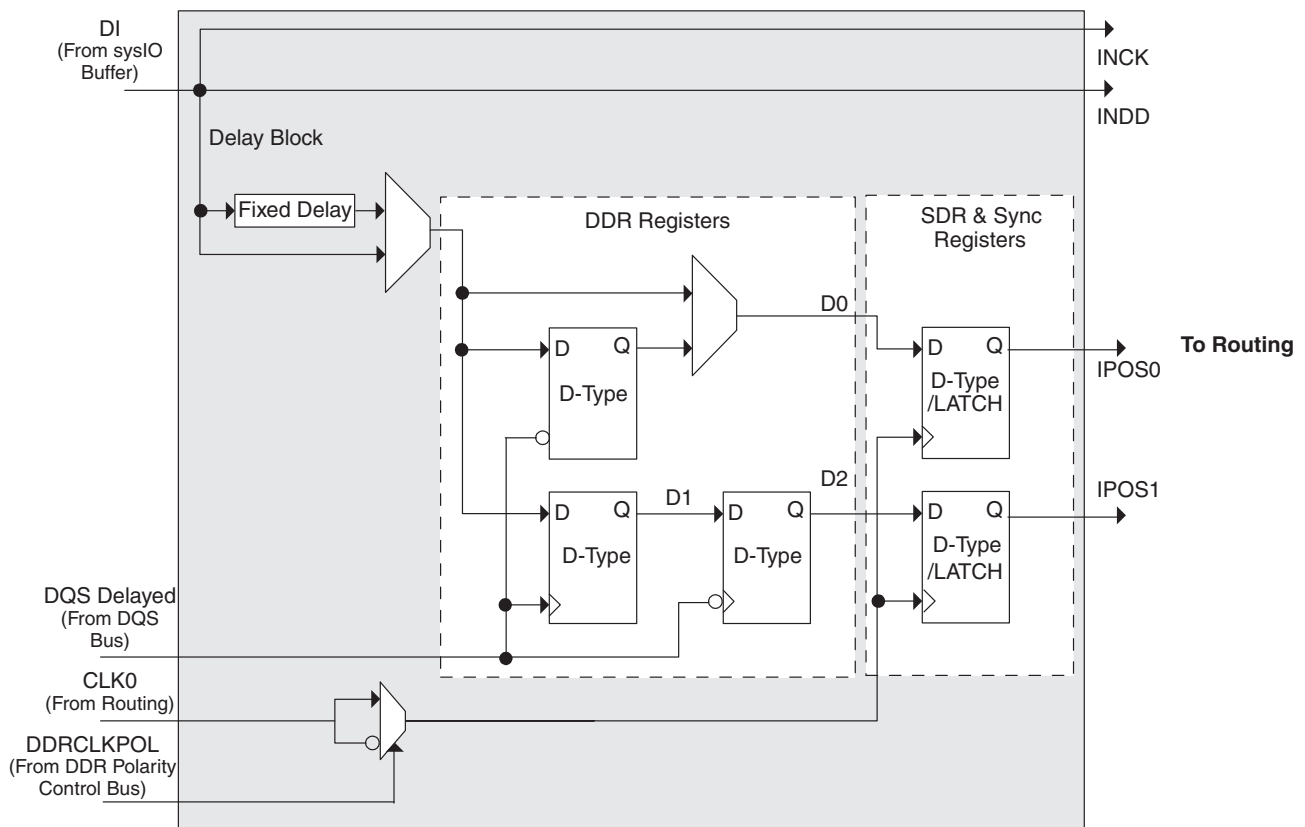 DI
(From sysIO
Buffer)
INCK
INDD
Delay Block
Fixed Delay
DDR Registers
SDR & Sync
Registers
D0
D Q
D-Type
D Q
D-Type
/LATCH
IPOS0
To Routing
D Q
D-Type
D1
D Q
D-Type
D2
D Q
D-Type
/LATCH
IPOS1
DQS Delayed
(From DQS
Bus)
CLK0
(From Routing)
DDRCLKPOL
(From DDR Polarity
Control Bus)